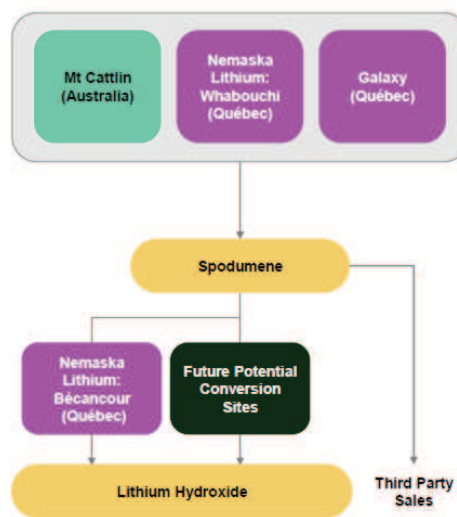 Mt Cattlin
(Australia)
Nemaska
Lithium:
Whabouchi
(Québec)
Galaxy
(Québec)
Spodumene
Nemaska
Lithium:
Bécancour
(Québec)
Future Potential
Conversion
Sites
Lithium Hydroxide
Third Party
Sales